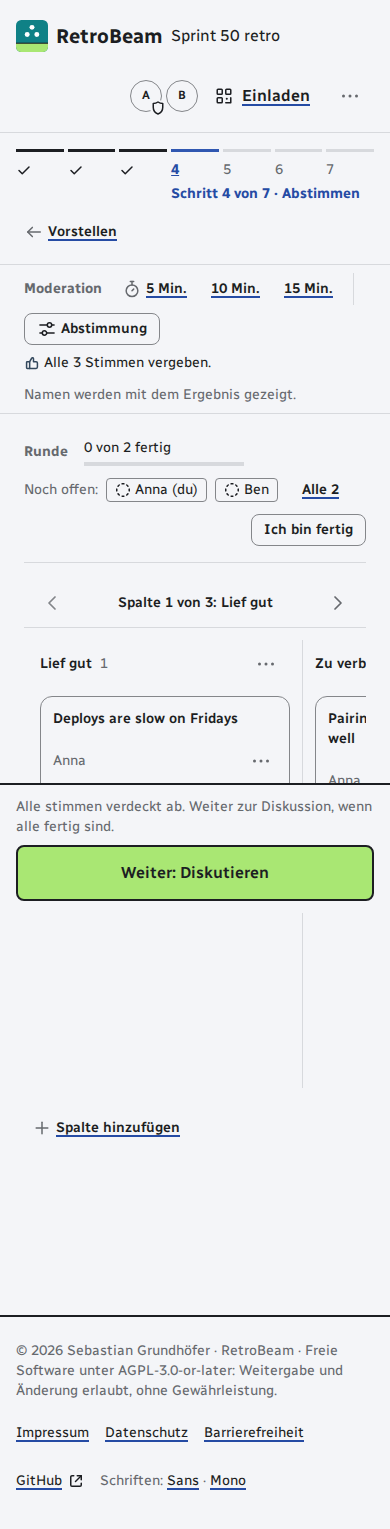 RetroBeam Sprint 50 retro
A B Einladen
4 5 6 7
Schritt 4 von 7 · Abstimmen
Vorstellen
Moderation 5 Min. 10 Min. 15 Min.
Abstimmung
Alle 3 Stimmen vergeben.
Namen werden mit dem Ergebnis gezeigt.
Runde 0 von 2 fertig
Noch offen: Anna (du) Ben Alle 2
Ich bin fertig
Spalte 1 von 3: Lief gut
Lief gut 1 Zu verb
Deploys are slow on Fridays
Pairin
well
Anna
Anna
Alle stimmen verdeckt ab. Weiter zur Diskussion, wenn
alle fertig sind.
Weiter: Diskutieren
Spalte hinzufügen
© 2026 Sebastian Grundhöfer · RetroBeam · Freie
Software unter AGPL-3.0-or-later: Weitergabe und
Änderung erlaubt, ohne Gewährleistung.
Impressum Datenschutz Barrierefreiheit
GitHub Schriften: Sans · Mono